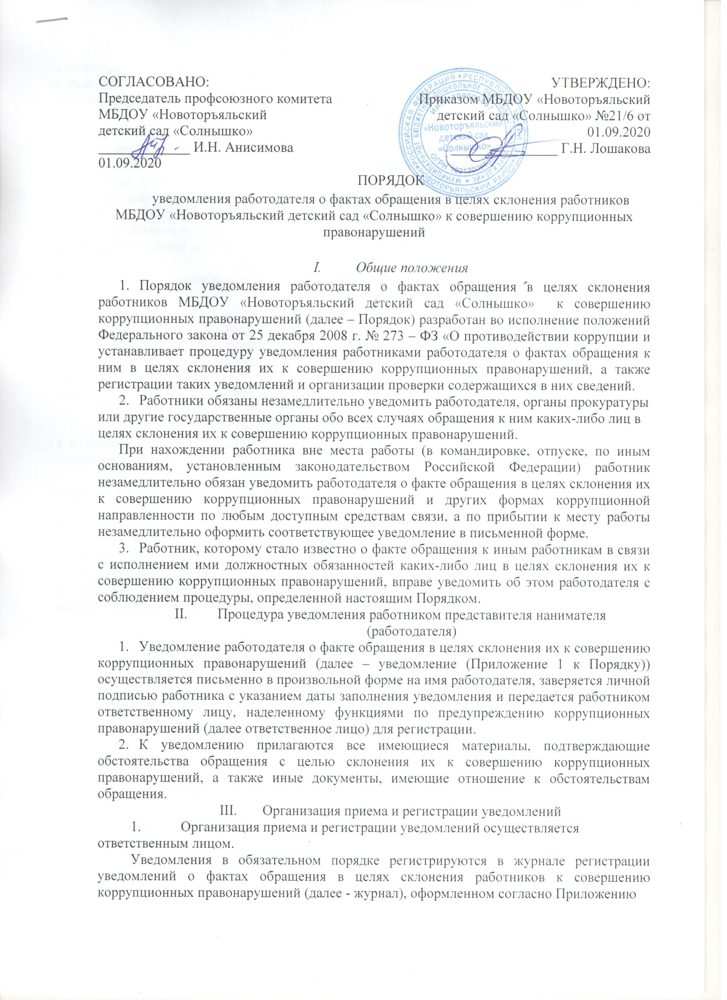 СОГЛАСОВАНО:
Председатель профсоюзного комитета
МБДОУ «Новоторъяльский
детский сад «Солнышко»
_____________ И.Н. Анисимова
01.09.2020
УТВЕРЖДЕНО:
Приказом МБДОУ «Новоторъяльский
детский сад «Солнышко» №21/6 от
01.09.2020
_______________ Г.Н. Лошакова
«Новоторъяльский
детский сад
«Солнышко»
ПОРЯДОК
уведомления работодателя о фактах обращения в целях склонения работников
МБДОУ «Новоторъяльский детский сад «Солнышко» к совершению коррупционных
правонарушений
I. Общие положения
1. Порядок уведомления работодателя о фактах обращения в целях склонения
работников МБДОУ «Новоторъяльский детский сад «Солнышко» к совершению
коррупционных правонарушений (далее – Порядок) разработан во исполнение положений
Федерального закона от 25 декабря 2008 г. № 273 – ФЗ «О противодействии коррупции и
устанавливает процедуру уведомления работниками работодателя о фактах обращения к
ним в целях склонения их к совершению коррупционных правонарушений, а также
регистрации таких уведомлений и организации проверки содержащихся в них сведений.
2. Работники обязаны незамедлительно уведомить работодателя, органы прокуратуры
или другие государственные органы обо всех случаях обращения к ним каких-либо лиц в
целях склонения их к совершению коррупционных правонарушений.
При нахождении работника вне места работы (в командировке, отпуске, по иным
основаниям, установленным законодательством Российской Федерации) работник
незамедлительно обязан уведомить работодателя о факте обращения в целях склонения их
к совершению коррупционных правонарушений и других формах коррупционной
направленности по любым доступным средствам связи, а по прибытии к месту работы
незамедлительно оформить соответствующее уведомление в письменной форме.
3. Работник, которому стало известно о факте обращения к иным работникам в связи
с исполнением ими должностных обязанностей каких-либо лиц в целях склонения их к
совершению коррупционных правонарушений, вправе уведомить об этом работодателя с
соблюдением процедуры, определенной настоящим Порядком.
II. Процедура уведомления работником представителя нанимателя
(работодателя)
1. Уведомление работодателя о факте обращения в целях склонения их к совершению
коррупционных правонарушений (далее – уведомление (Приложение 1 к Порядку))
осуществляется письменно в произвольной форме на имя работодателя, заверяется личной
подписью работника с указанием даты заполнения уведомления и передается работником
ответственному лицу, наделенному функциями по предупреждению коррупционных
правонарушений (далее ответственное лицо) для регистрации.
2. К уведомлению прилагаются все имеющиеся материалы, подтверждающие
обстоятельства обращения с целью склонения их к совершению коррупционных
правонарушений, а также иные документы, имеющие отношение к обстоятельствам
обращения.
III. Организация приема и регистрации уведомлений
1. Организация приема и регистрации уведомлений осуществляется
ответственным лицом.
Уведомления в обязательном порядке регистрируются в журнале регистрации
уведомлений о фактах обращения в целях склонения работников к совершению
коррупционных правонарушений (далее - журнал), оформленном согласно Приложению